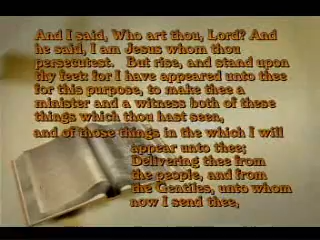 And I said, Who art thou, Lord? And
he said, I am Jesus whom thou
persecutest. But rise, and stand upon
thy feet: for I have appeared unto thee
for this purpose, to make thee a
minister and a witness both of these
things which thou hast seen,
and of those things in the which I will
appear unto thee;
Delivering thee from
the people, and from
the Gentiles, unto whom
now I send thee,